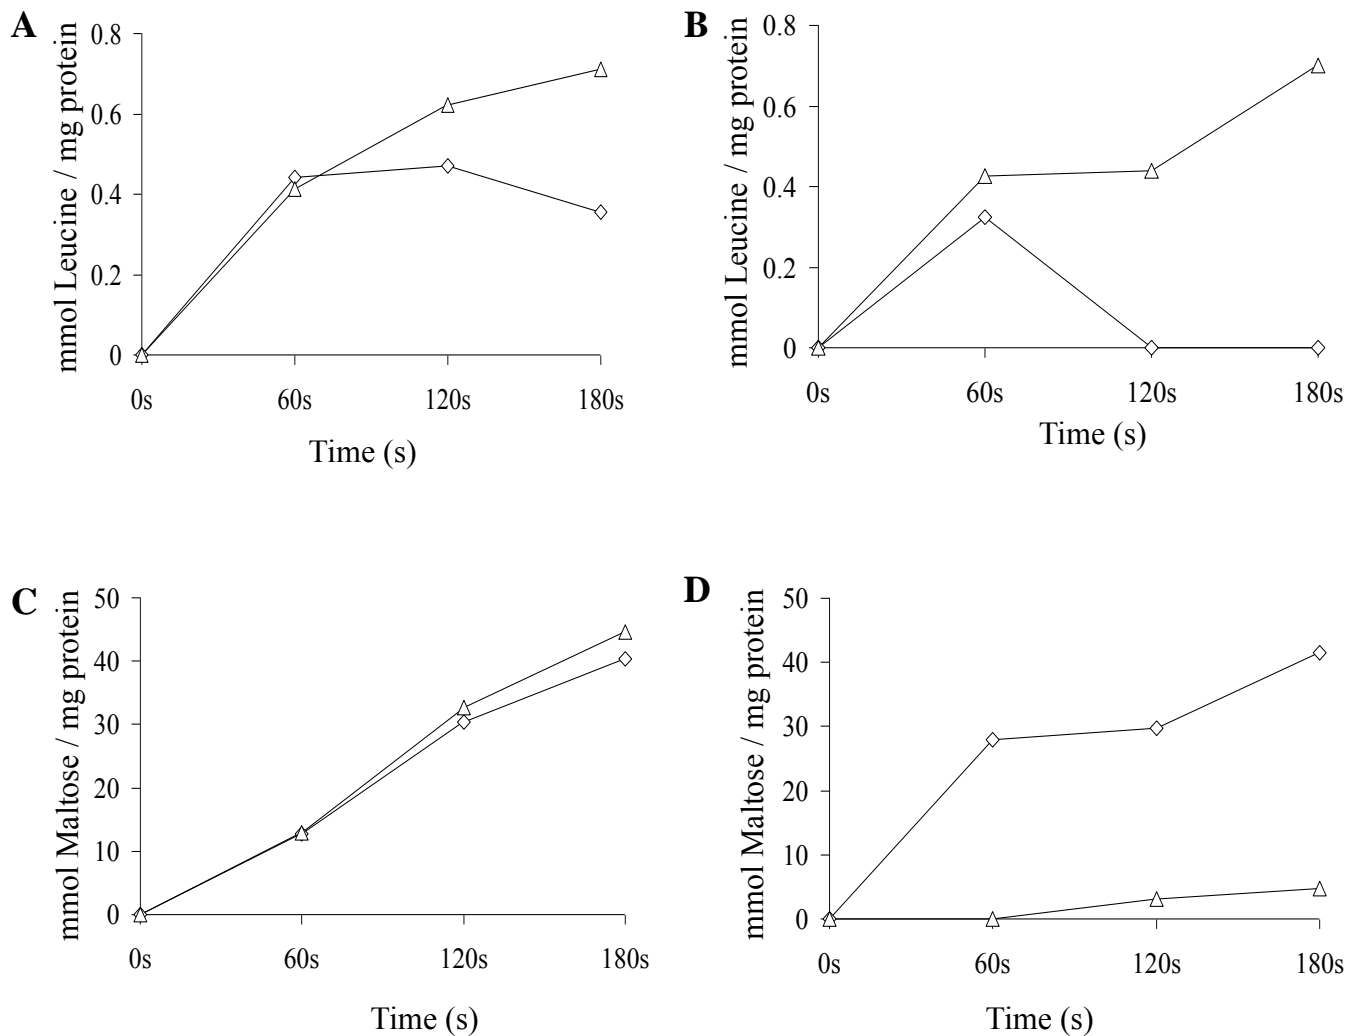 A
mmol Leucine / mg protein
0.8
0.6
0.4
0.2
0
0s 60s 120s 180s
Time (s)
B
mmol Leucine / mg protein
0.8
0.6
0.4
0.2
0
0s 60s 120s 180s
Time (s)
C
mmol Maltose / mg protein
50
40
30
20
10
0
0s 60s 120s 180s
Time (s)
D
mmol Maltose / mg protein
50
40
30
20
10
0
0s 60s 120s 180s
Time (s)